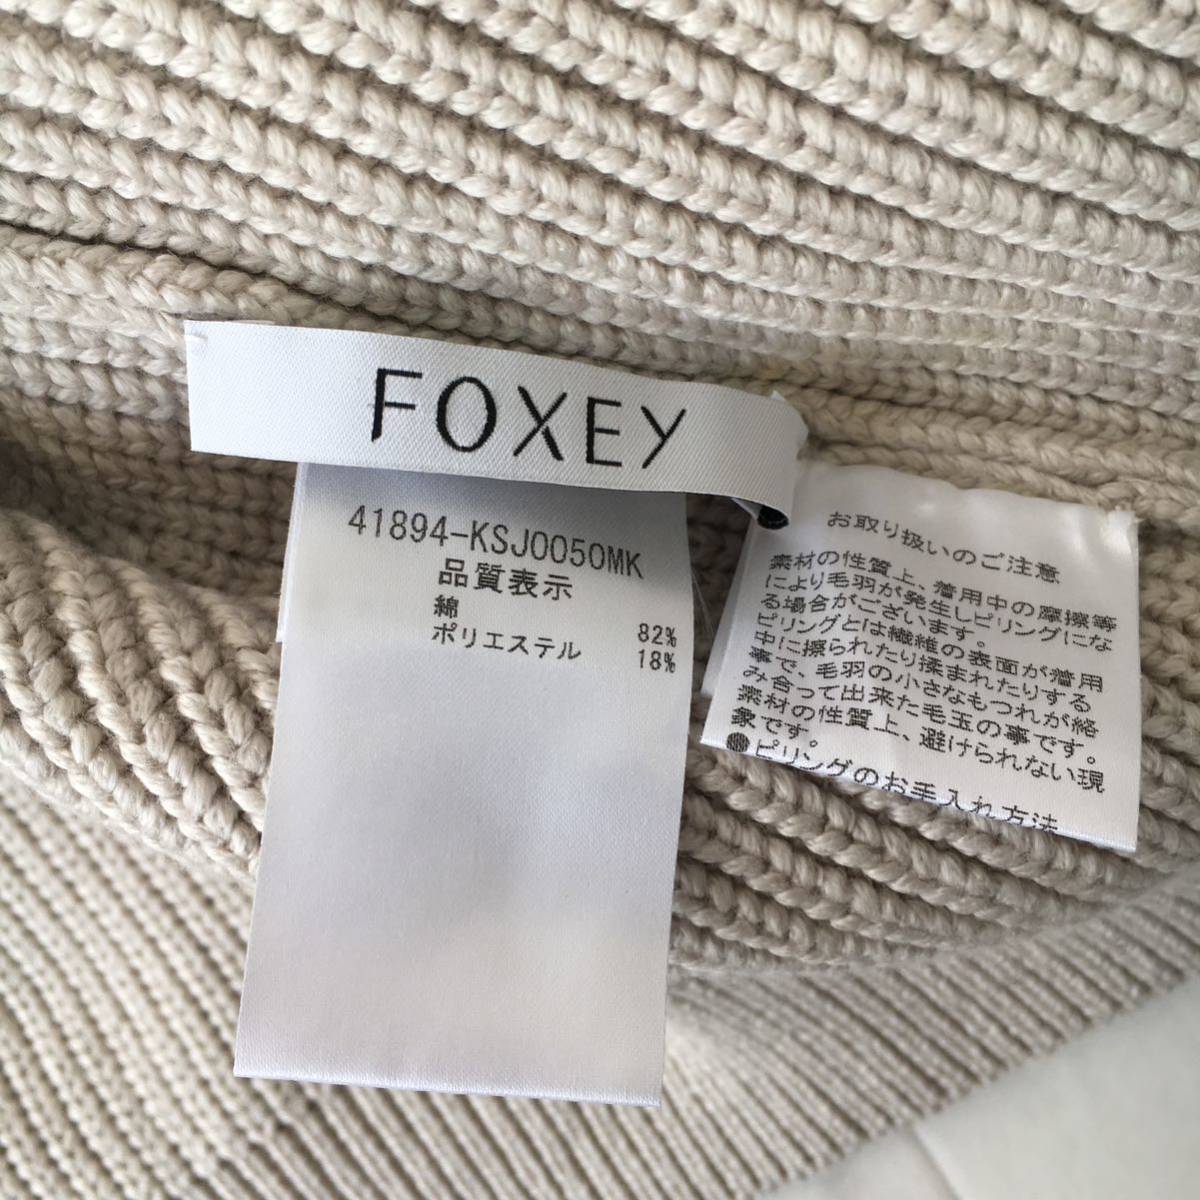 FOXEY
41894-KSJ0050MK
品質表示
綿 82%
ポリエステル 18%
お取り扱いのご注意
素材の性質上、着用中の摩擦等
により毛羽が発生しピリングにな
る場合がございます。
ピリングとは繊維の表面が着用
中に擦られたり揉まれたりする
事で、毛羽の小さなもつれが絡
み合って出来た毛玉の事です。
素材の性質上、避けられない現
象です。
●ピリングのお手入れ方法